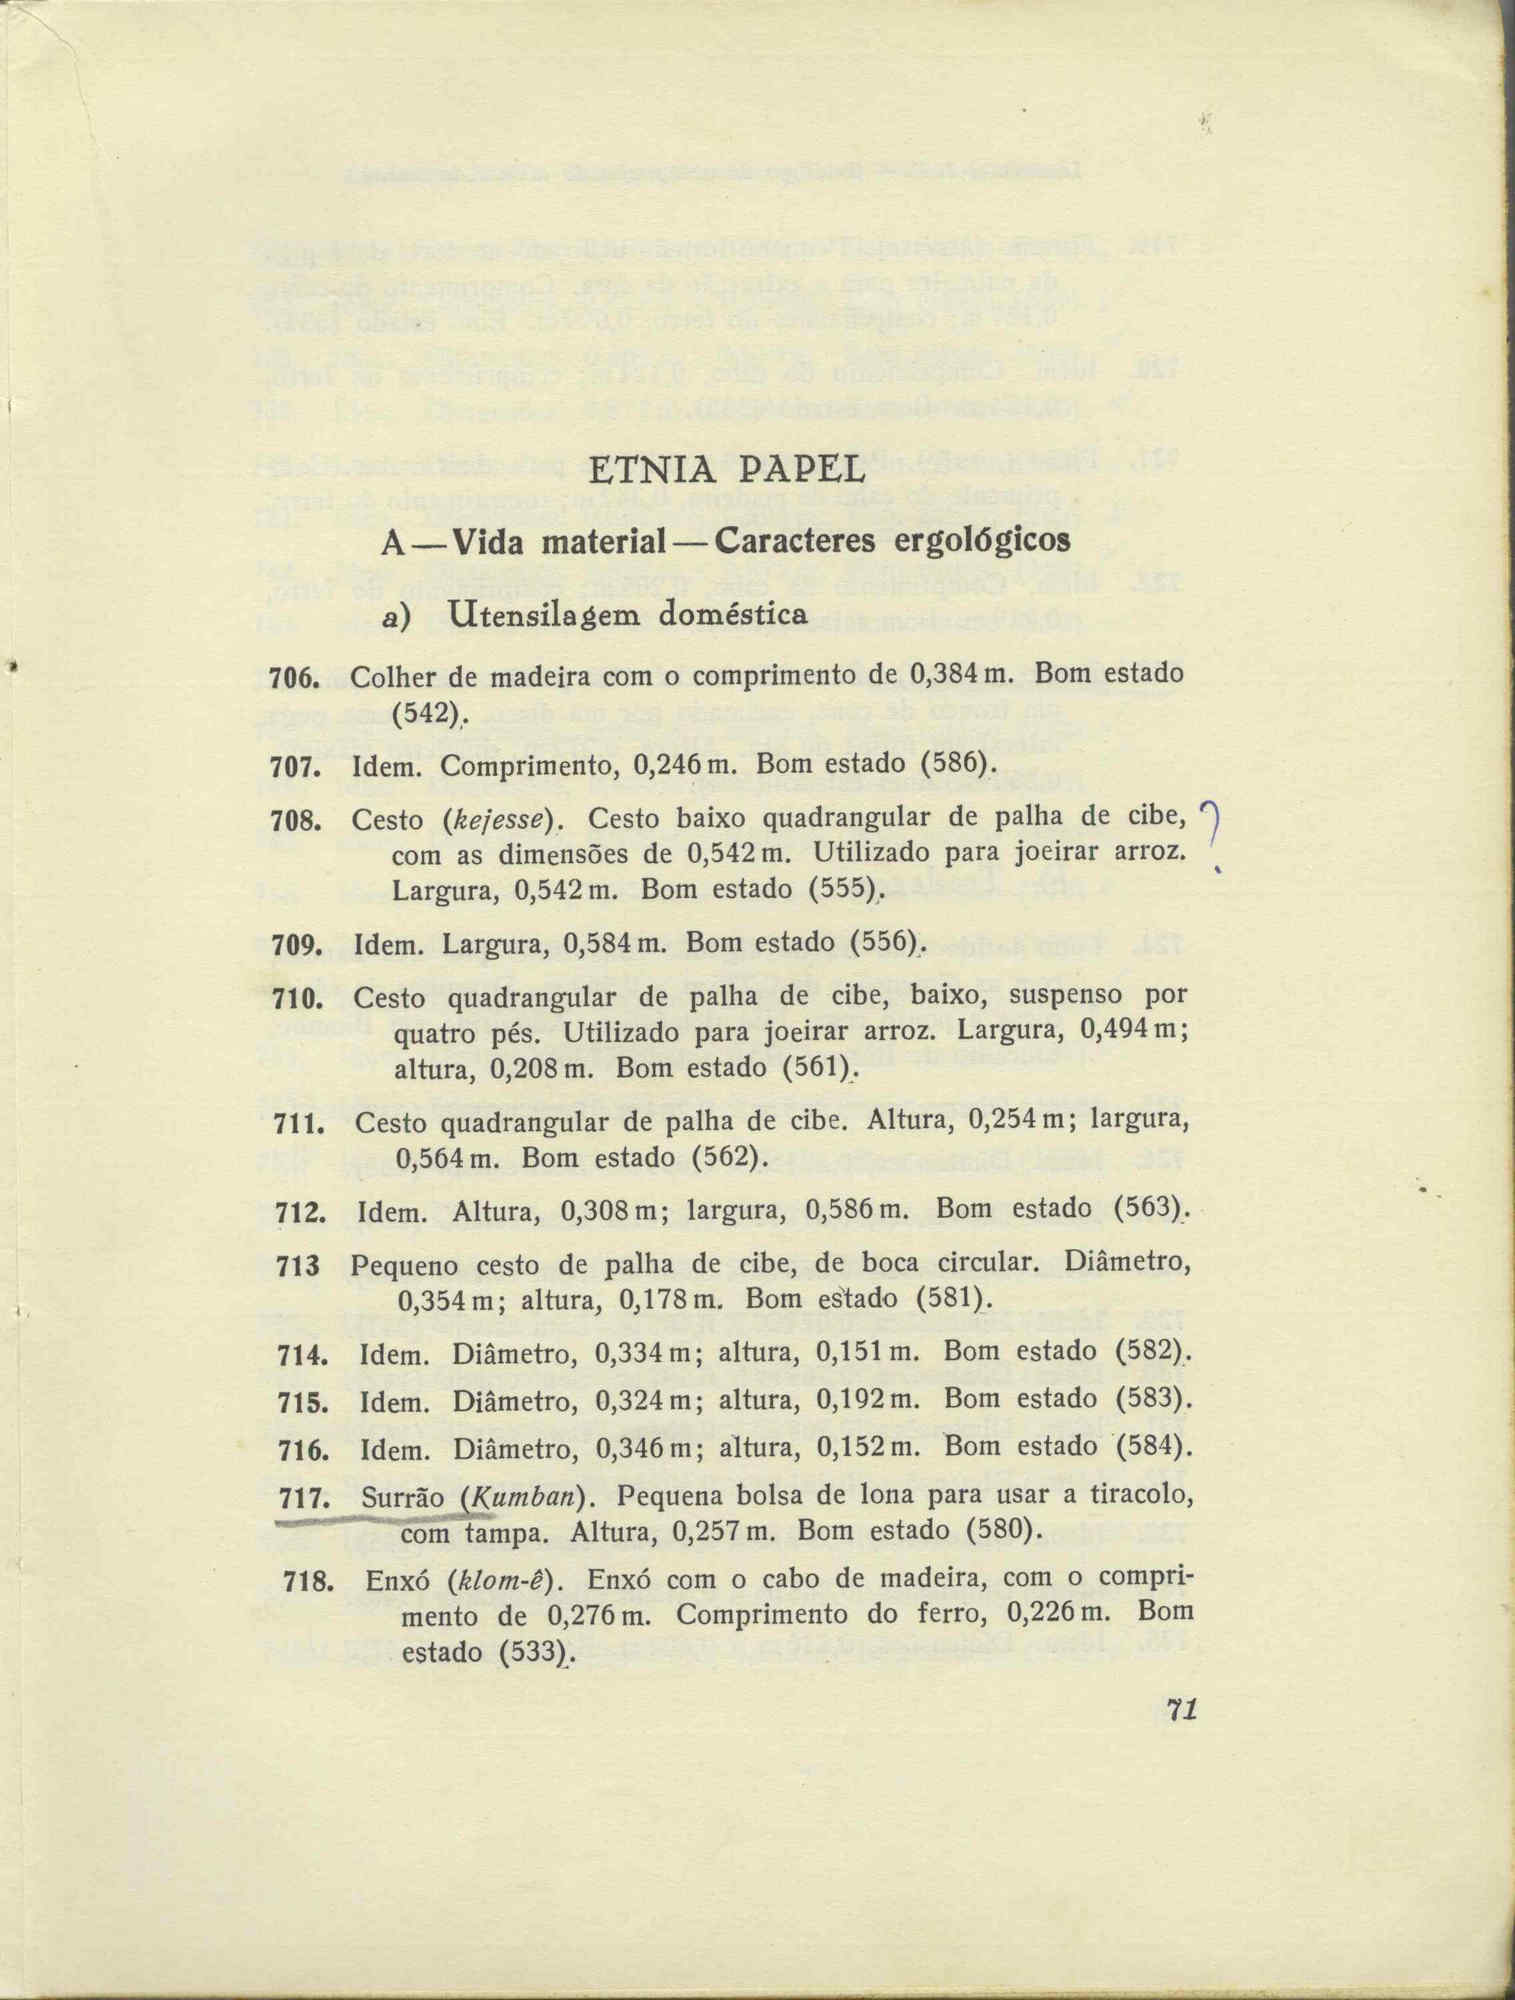 ETNIA PAPEL
A — Vida material — Caracteres ergológicos
a) Utensilagem doméstica
706. Colher de madeira com o comprimento de 0,384 m. Bom estado
(542).
707. Idem. Comprimento, 0,246 m. Bom estado (586).
708. Cesto (kejesse). Cesto baixo quadrangular de palha de cibe, ?
com as dimensões de 0,542 m. Utilizado para joeirar arroz.
Largura, 0,542 m. Bom estado (555).
709. Idem. Largura, 0,584 m. Bom estado (556).
710. Cesto quadrangular de palha de cibe, baixo, suspenso por
quatro pés. Utilizado para joeirar arroz. Largura, 0,494 m;
altura, 0,208 m. Bom estado (561).
711. Cesto quadrangular de palha de cibe. Altura, 0,254 m; largura,
0,564 m. Bom estado (562).
712. Idem. Altura, 0,308 m; largura, 0,586 m. Bom estado (563).
713 Pequeno cesto de palha de cibe, de boca circular. Diâmetro,
0,354 m; altura, 0,178 m. Bom estado (581).
714. Idem. Diâmetro, 0,334 m; altura, 0,151 m. Bom estado (582).
715. Idem. Diâmetro, 0,324 m; altura, 0,192 m. Bom estado (583).
716. Idem. Diâmetro, 0,346 m; altura, 0,152 m. Bom estado (584).
717. Surrão (Kumban). Pequena bolsa de lona para usar a tiracolo,
com tampa. Altura, 0,257 m. Bom estado (580).
718. Enxó (klom-ê). Enxó com o cabo de madeira, com o compri-
mento de 0,276 m. Comprimento do ferro, 0,226 m. Bom
estado (533).
71